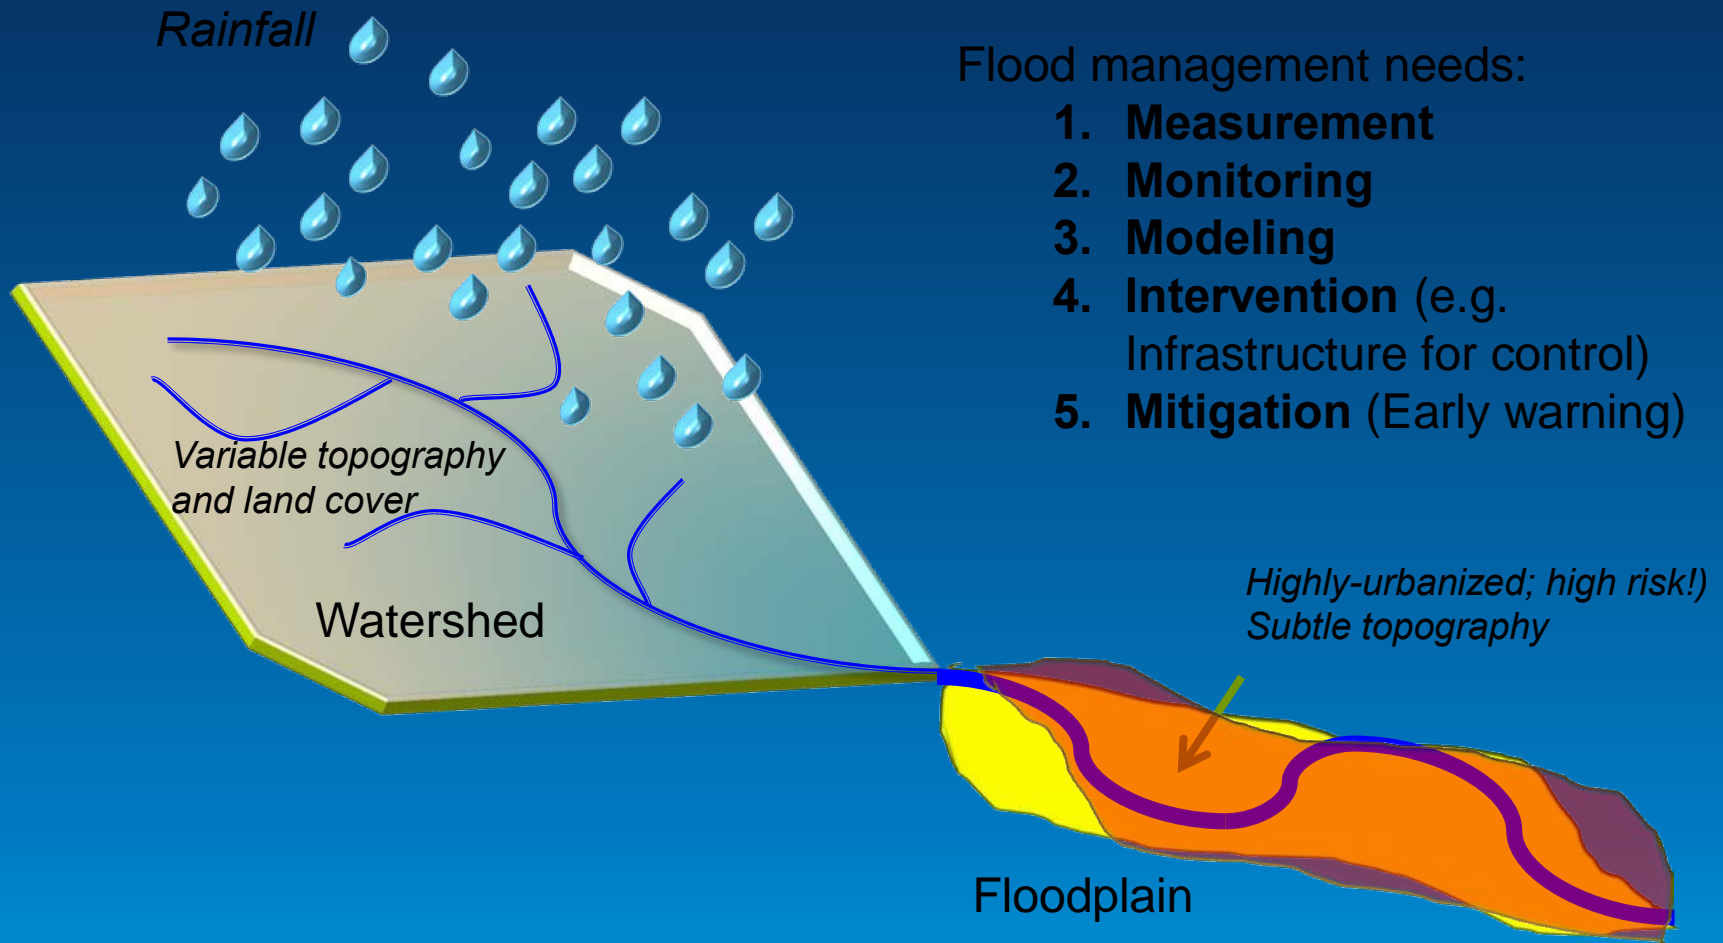 Rainfall
Flood management needs:
1. Measurement
2. Monitoring
3. Modeling
4. Intervention (e.g.
Infrastructure for control)
5. Mitigation (Early warning)
Variable topography
and land cover
Watershed
Highly-urbanized; high risk!)
Subtle topography
Floodplain